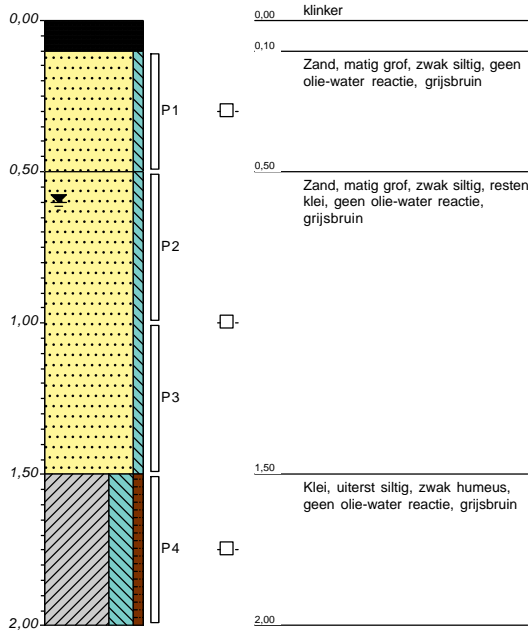 0,00
0,50
1,00
1,50
2,00
P1
P2
P3
P4
0,00
klinker
0,10
Zand, matig grof, zwak siltig, geen
olie-water reactie, grijsbruin
0,50
Zand, matig grof, zwak siltig, resten
klei, geen olie-water reactie,
grijsbruin
1,50
Klei, uiterst siltig, zwak humeus,
geen olie-water reactie, grijsbruin
2,00